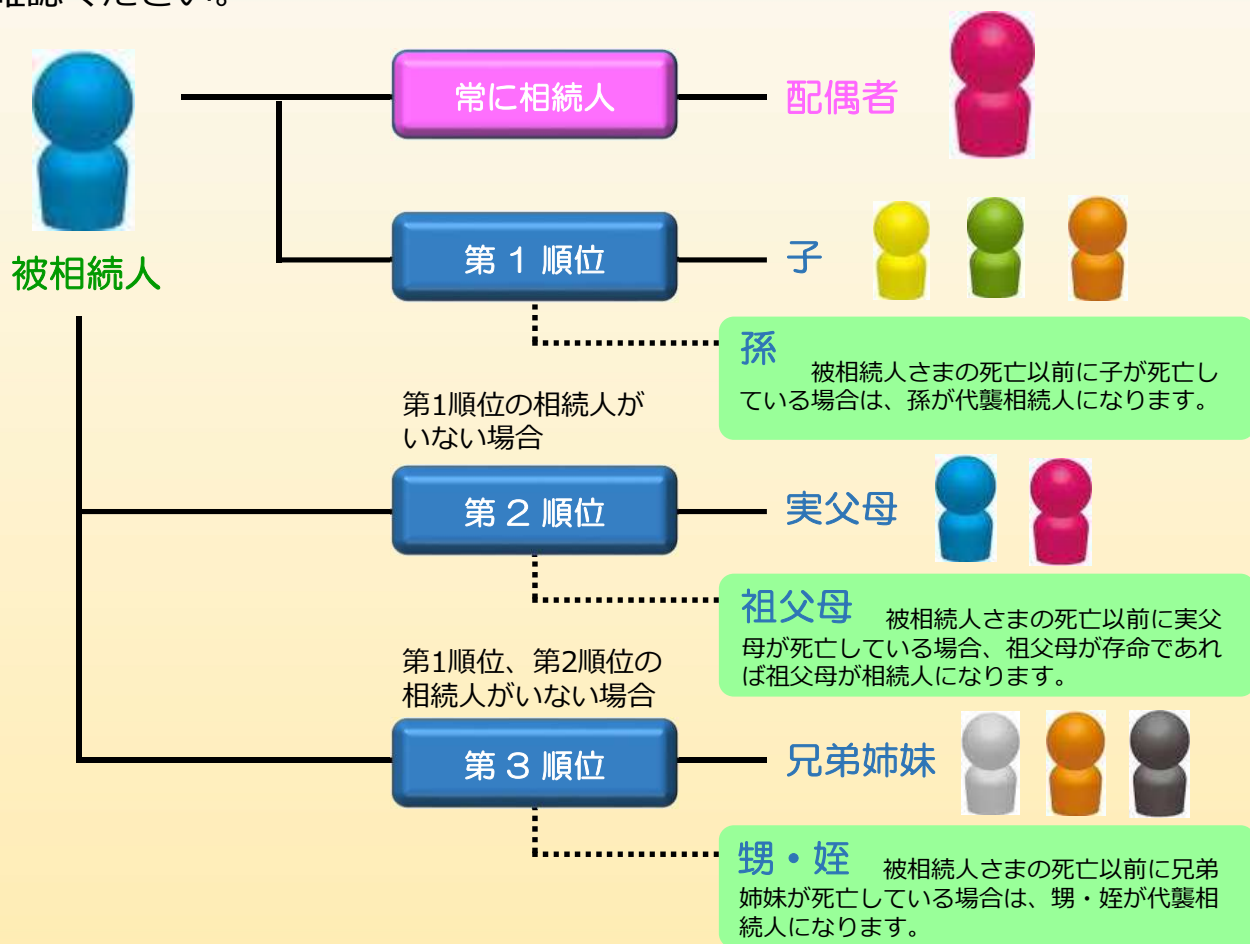 確認ください。
常に相続人
配偶者
被相続人
第 1 順位
子
孫
被相続人さまの死亡以前に子が死亡し
ている場合は、孫が代襲相続人になります。
第1順位の相続人が
いない場合
第 2 順位
実父母
祖父母 被相続人さまの死亡以前に実父
母が死亡している場合、祖父母が存命であれ
ば祖父母が相続人になります。
第1順位、第2順位の
相続人がいない場合
第 3 順位
兄弟姉妹
甥・姪 被相続人さまの死亡以前に兄弟
姉妹が死亡している場合は、甥・姪が代襲相
続人になります。